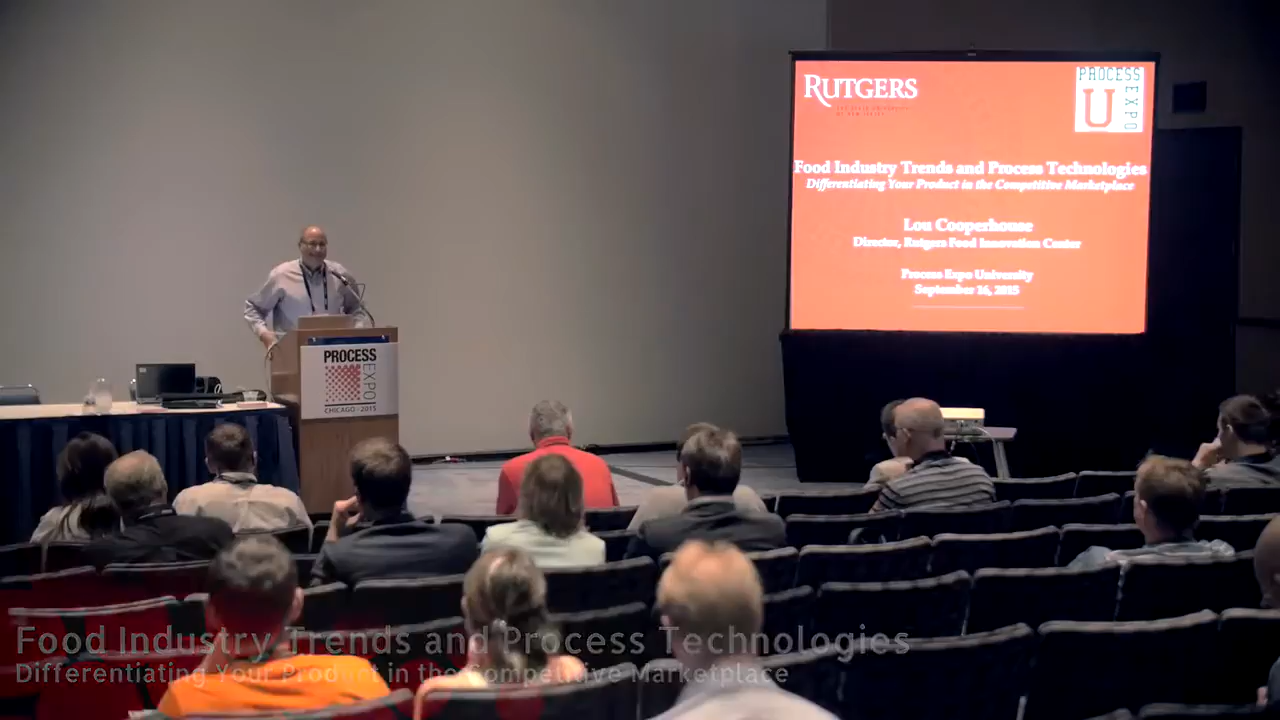 RUTGERS
PROCESS
EXPO
U
Food Industry Trends and Process Technologies
Differentiating Your Product in the Competitive Marketplace
Lou Cooperhouse
Director, Rutgers Food Innovation Center
Process Expo University
September 16, 2015
PROCESS
EXPO
CHICAGO - 2015
Food Industry Trends and Process Technologies
Differentiating Your Product in the Competitive Marketplace